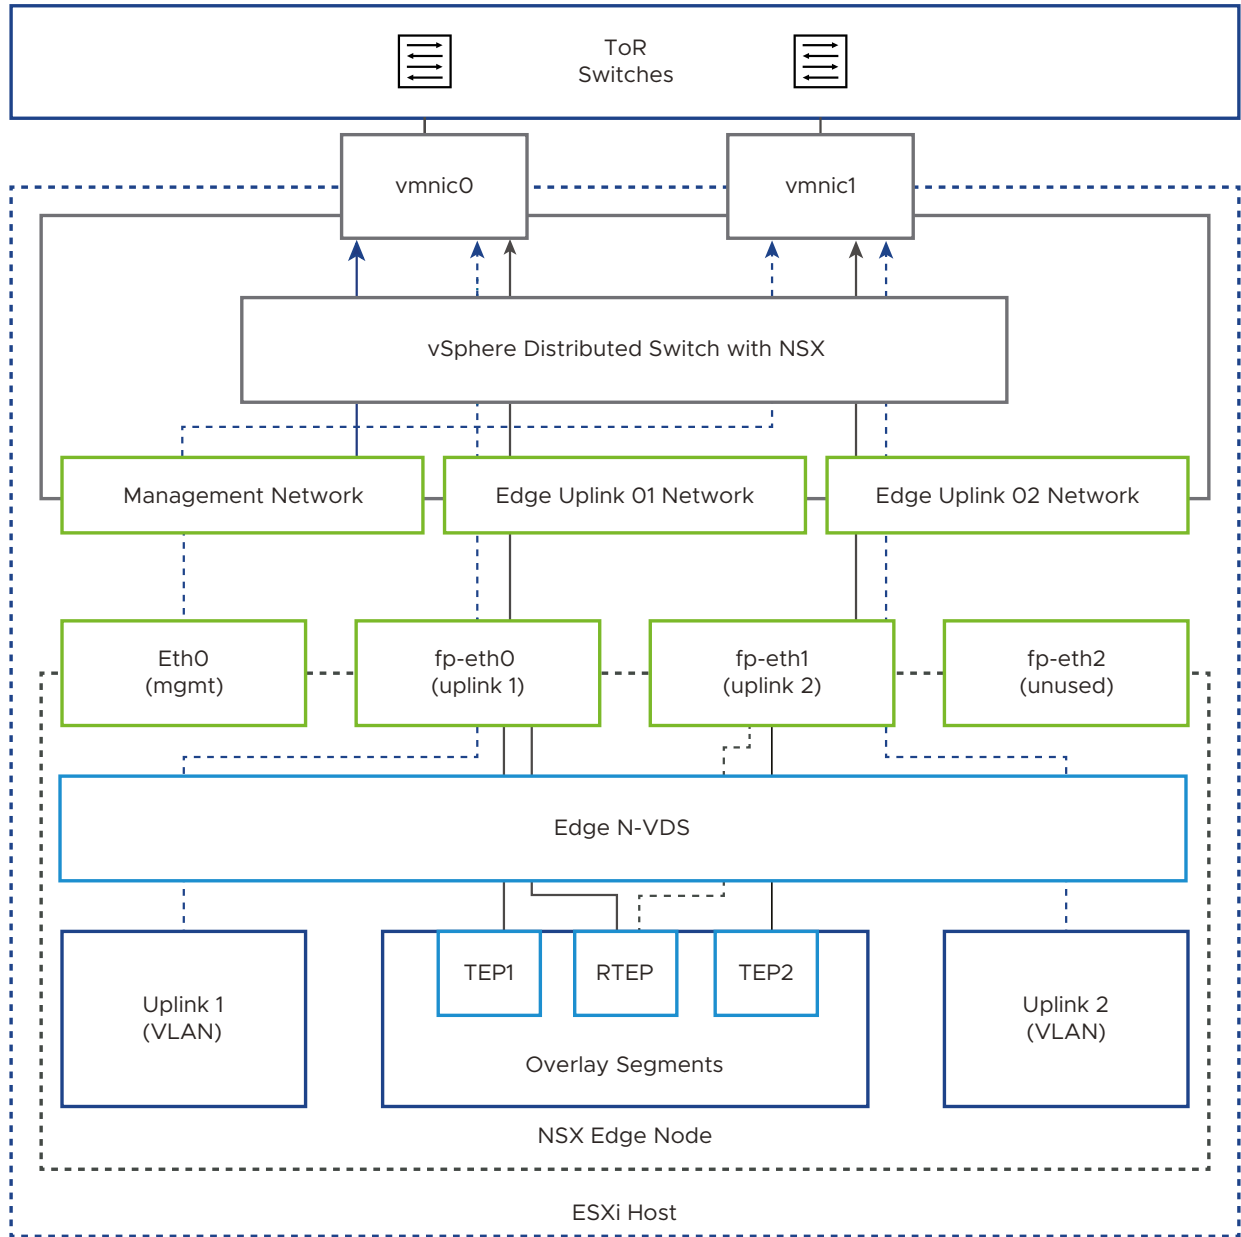 ToR
Switches
vmnic0
vmnic1
vSphere Distributed Switch with NSX
Management Network
Edge Uplink 01 Network
Edge Uplink 02 Network
Eth0
(mgmt)
fp-eth0
(uplink 1)
fp-eth1
(uplink 2)
fp-eth2
(unused)
Edge N-VDS
Uplink 1
(VLAN)
TEP1
RTEP
TEP2
Overlay Segments
Uplink 2
(VLAN)
NSX Edge Node
ESXi Host